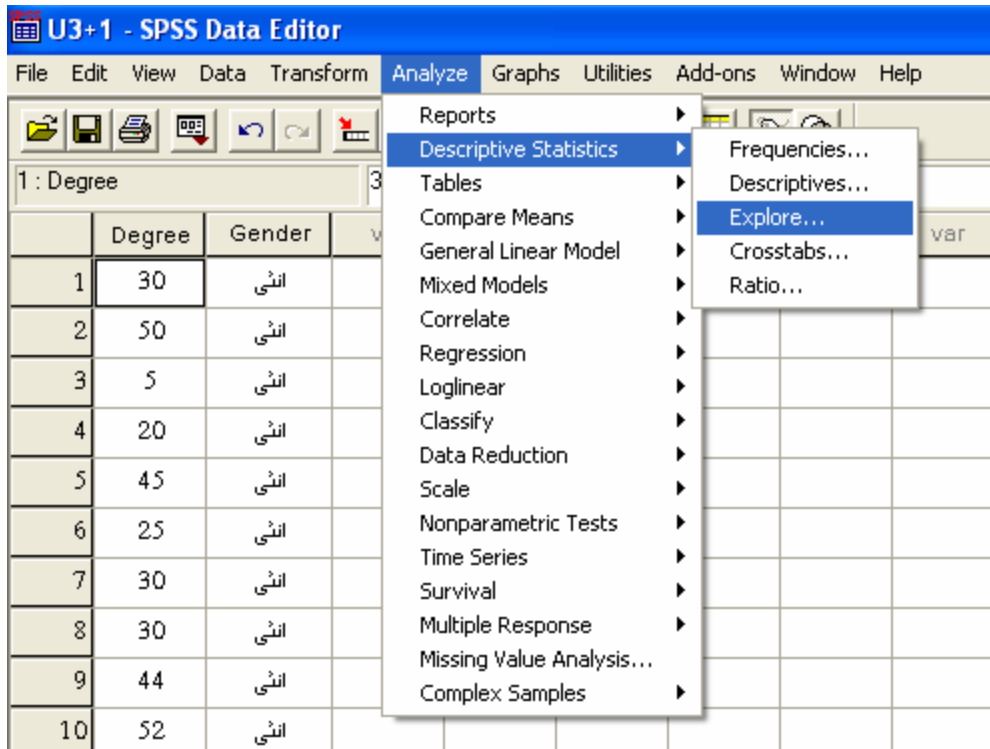 SPSS
U3+1 - SPSS Data Editor
File Edit View Data Transform Analyze Graphs Utilities Add-ons Window Help
Reports
Descriptive Statistics
Tables
Compare Means
General Linear Model
Mixed Models
Correlate
Regression
Loglinear
Classify
Data Reduction
Scale
Nonparametric Tests
Time Series
Survival
Multiple Response
Missing Value Analysis...
Complex Samples
Frequencies...
Descriptives...
Explore...
Crosstabs...
Ratio...
1 : Degree 3
Degree Gender v var
1 30 انثى
2 50 انثى
3 5 انثى
4 20 انثى
5 45 انثى
6 25 انثى
7 30 انثى
8 30 انثى
9 44 انثى
10 52 انثى